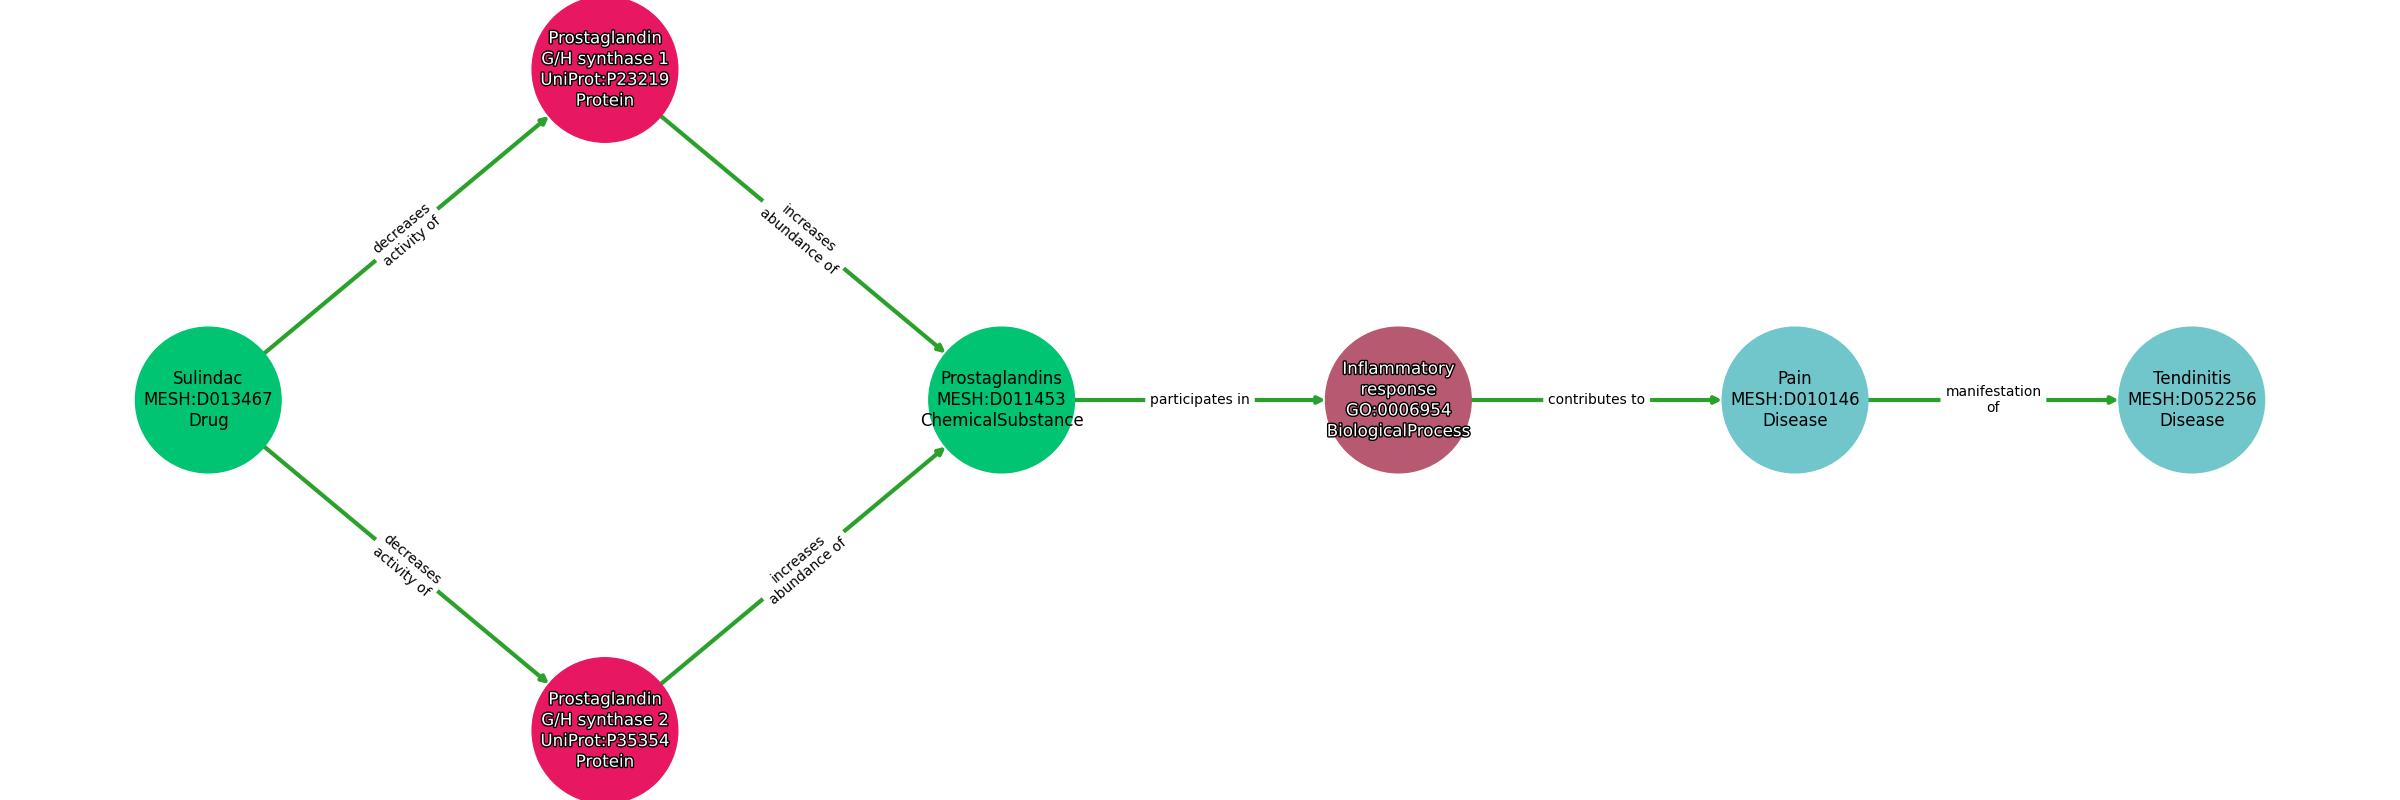 Prostaglandin
G/H synthase 1
UniProt:P23219
Protein
decreases
activity of
increases
abundance of
Sulindac
MESH:D013467
Drug
Prostaglandins
MESH:D011453
ChemicalSubstance
participates in
Inflammatory
response
GO:0006954
BiologicalProcess
contributes to
Pain
MESH:D010146
Disease
manifestation
of
Tendinitis
MESH:D052256
Disease
decreases
activity of
increases
abundance of
Prostaglandin
G/H synthase 2
UniProt:P35354
Protein